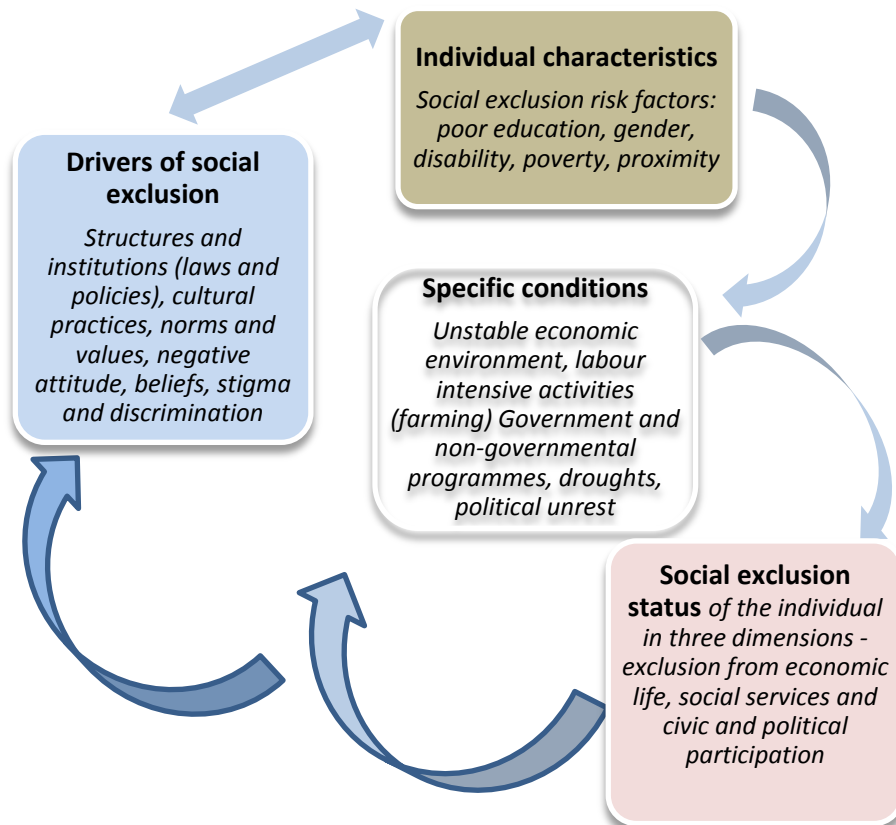 Individual characteristics
Social exclusion risk factors:
poor education, gender,
disability, poverty, proximity
Drivers of social
exclusion
Structures and
institutions (laws and
policies), cultural
practices, norms and
values, negative
attitude, beliefs, stigma
and discrimination
Specific conditions
Unstable economic
environment, labour
intensive activities
(farming) Government and
non-governmental
programmes, droughts,
political unrest
Social exclusion
status of the individual
in three dimensions -
exclusion from economic
life, social services and
civic and political
participation